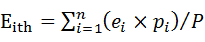 E_ith = ∑_{i=1}^{n}(e_i × p_i)/P